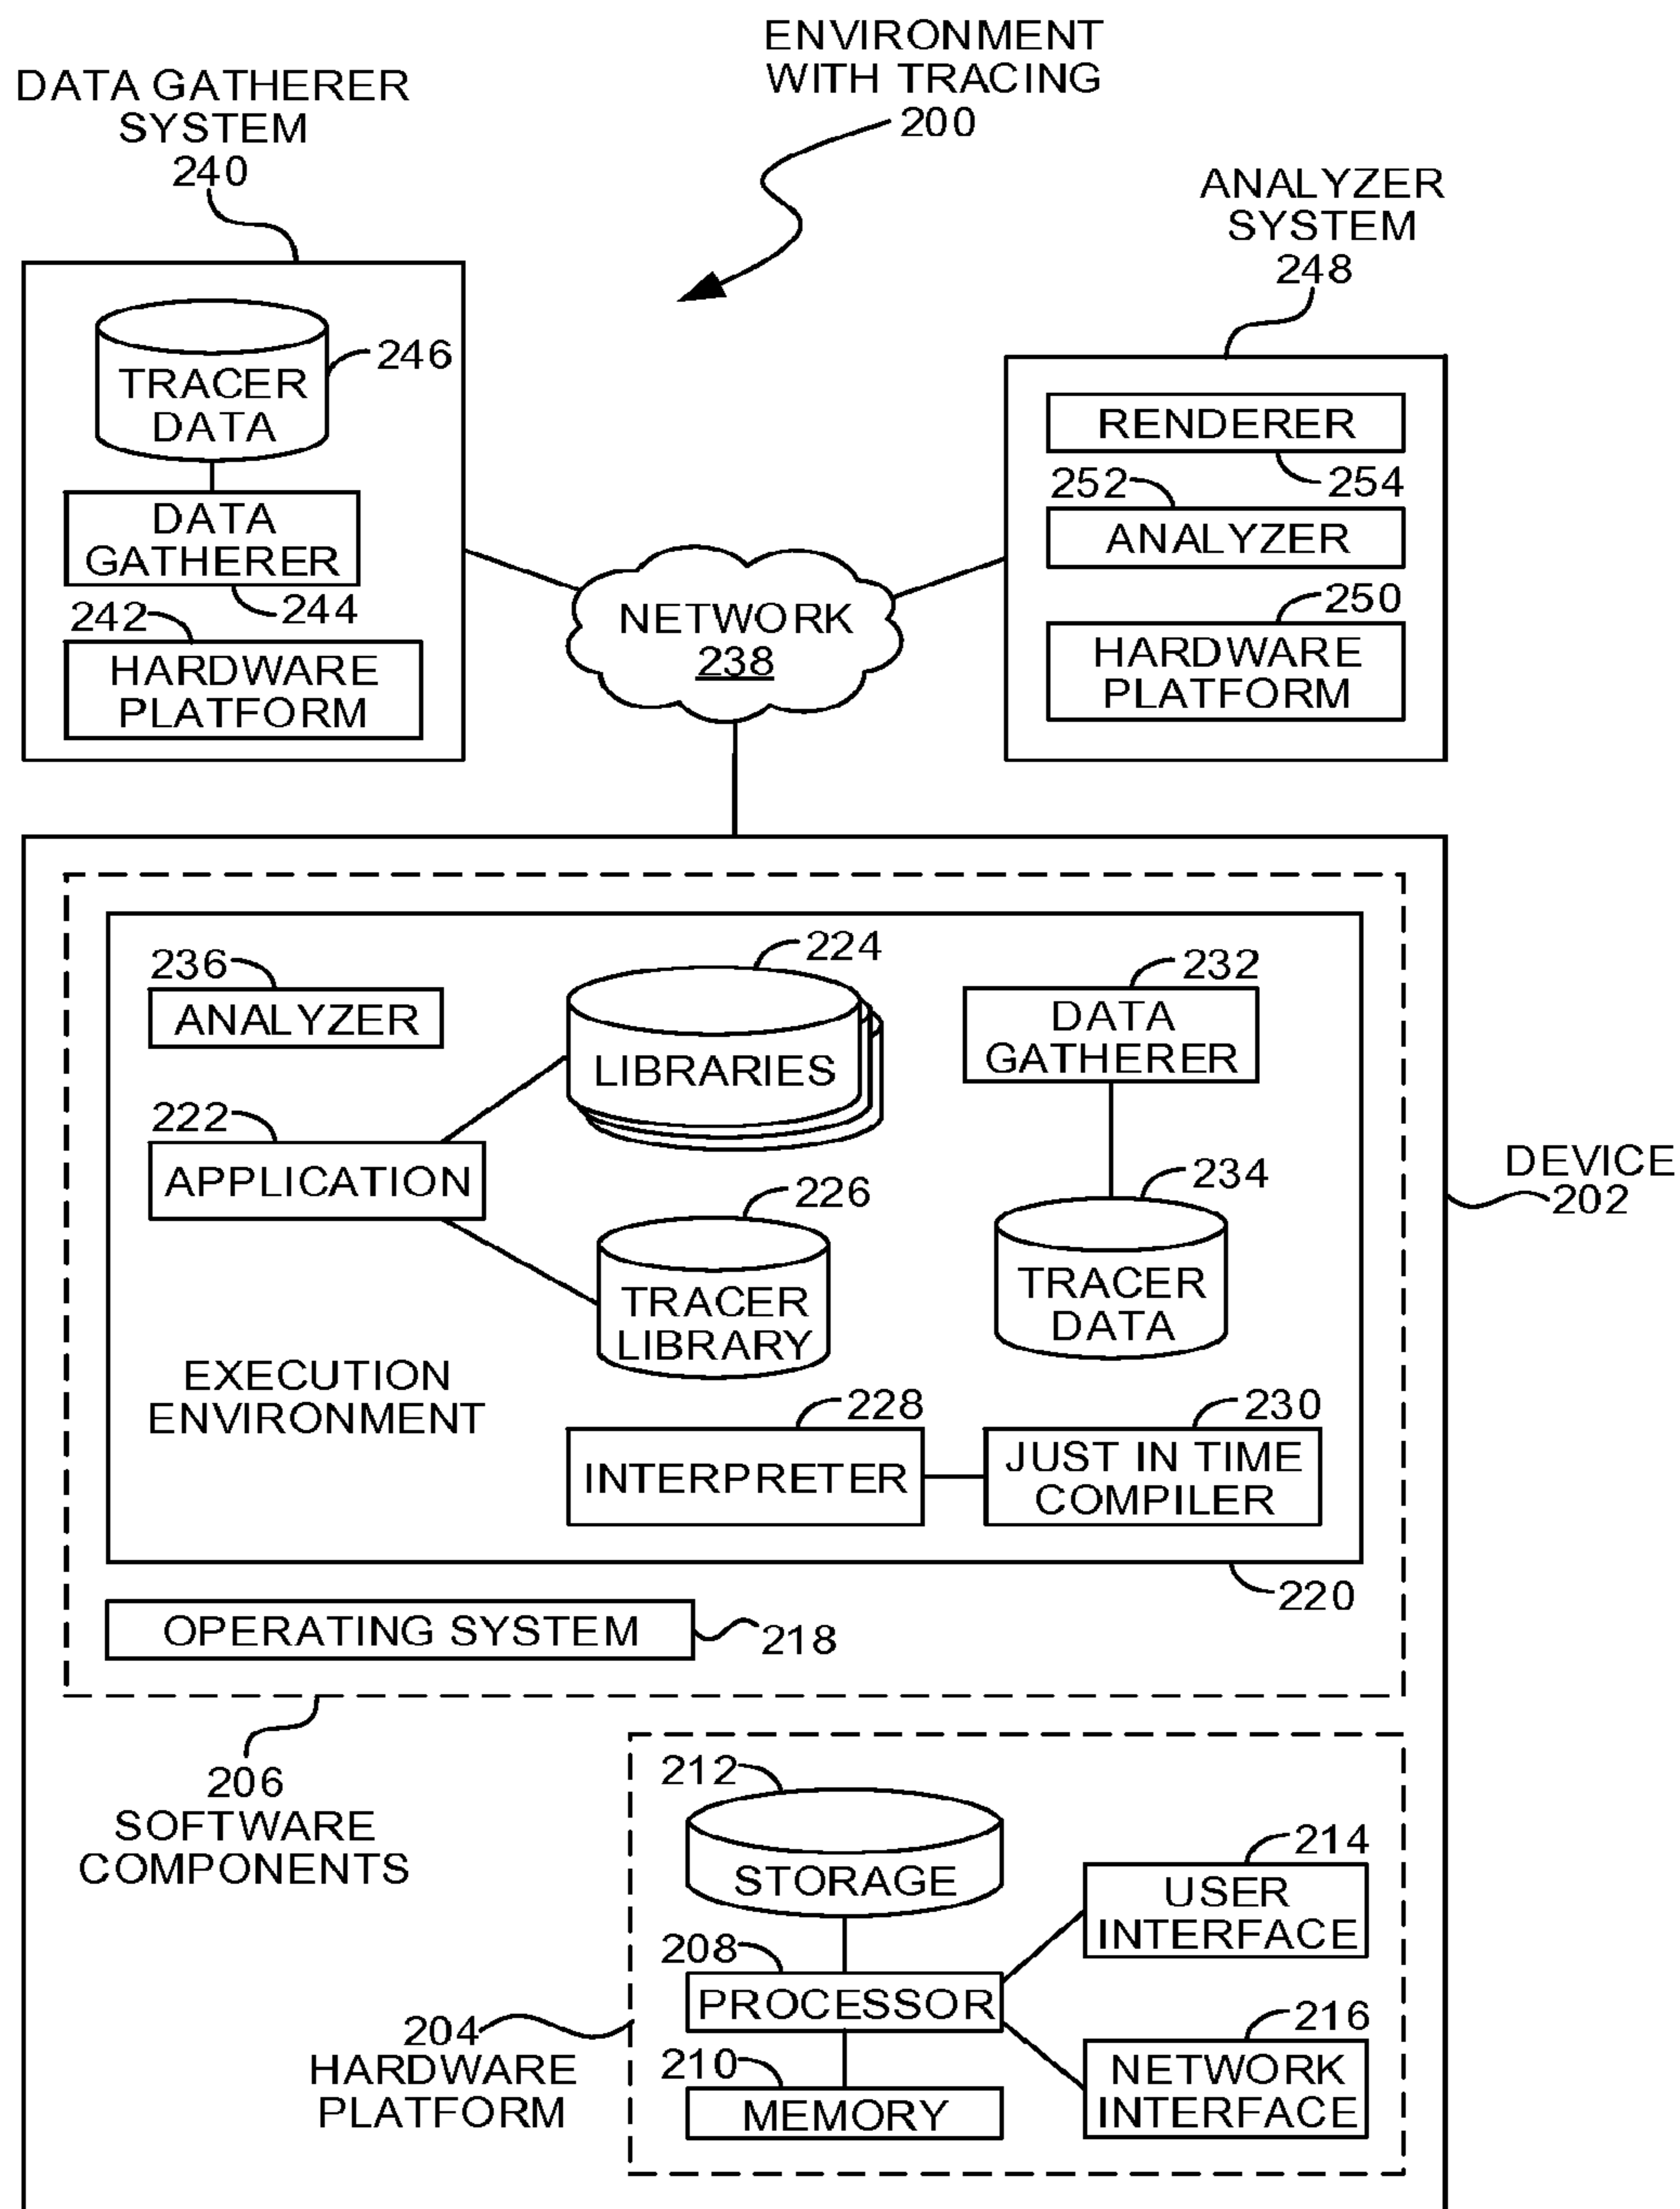 ENVIRONMENT
WITH TRACING
200
DATA GATHERER
SYSTEM
240
ANALYZER
SYSTEM
248
TRACER
DATA
246
DATA
GATHERER
244
242
HARDWARE
PLATFORM
NETWORK
238
RENDERER
254
252
ANALYZER
250
HARDWARE
PLATFORM
236
ANALYZER
224
LIBRARIES
232
DATA
GATHERER
222
APPLICATION
226
TRACER
LIBRARY
234
TRACER
DATA
DEVICE
202
EXECUTION
ENVIRONMENT
228
INTERPRETER
230
JUST IN TIME
COMPILER
220
OPERATING SYSTEM
218
206
SOFTWARE
COMPONENTS
212
STORAGE
214
USER
INTERFACE
208
PROCESSOR
216
NETWORK
INTERFACE
204
HARDWARE
PLATFORM
210
MEMORY